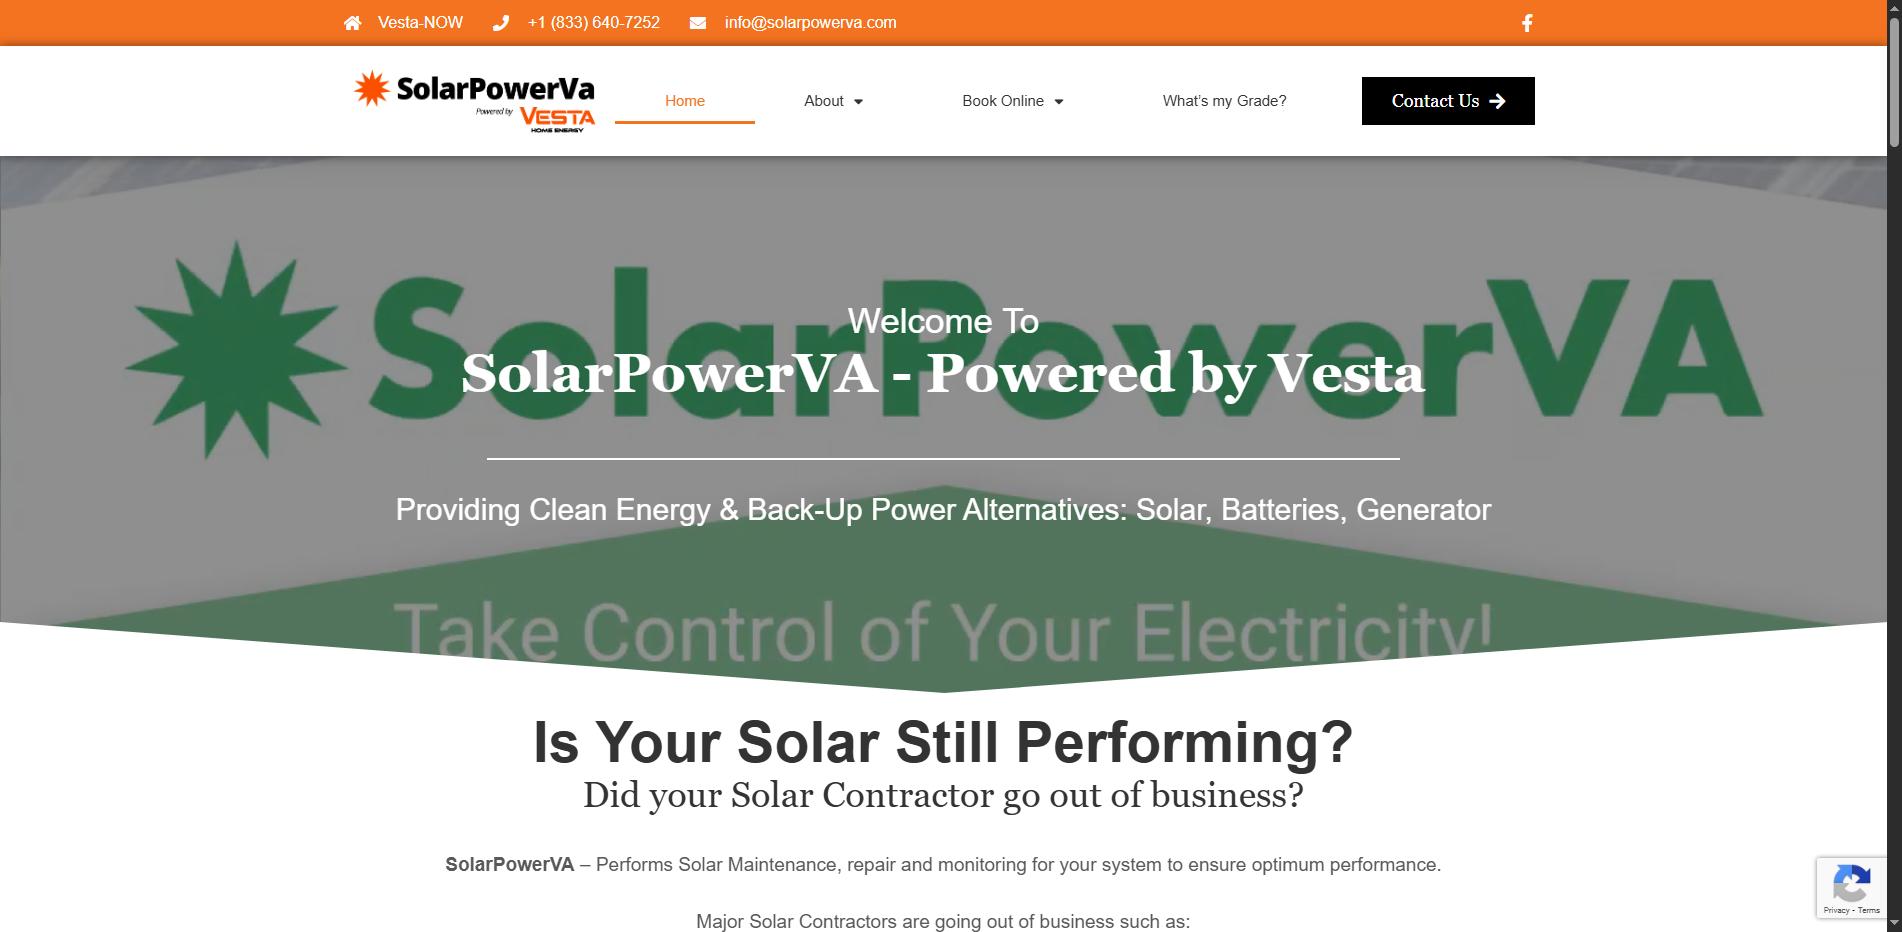 Vesta-NOW
+1 (833) 640-7252
info@solarpowerva.com
SolarPowerVa
Powered by VESTA
HOME ENERGY
Home
About
Book Online
What's my Grade?
Contact Us
SolarPowerVA
Welcome To
SolarPowerVA - Powered by Vesta
Providing Clean Energy & Back-Up Power Alternatives: Solar, Batteries, Generator
Take Control of Your Electricity!
Is Your Solar Still Performing?
Did your Solar Contractor go out of business?
SolarPowerVA – Performs Solar Maintenance, repair and monitoring for your system to ensure optimum performance.
Major Solar Contractors are going out of business such as:
Privacy - Terms